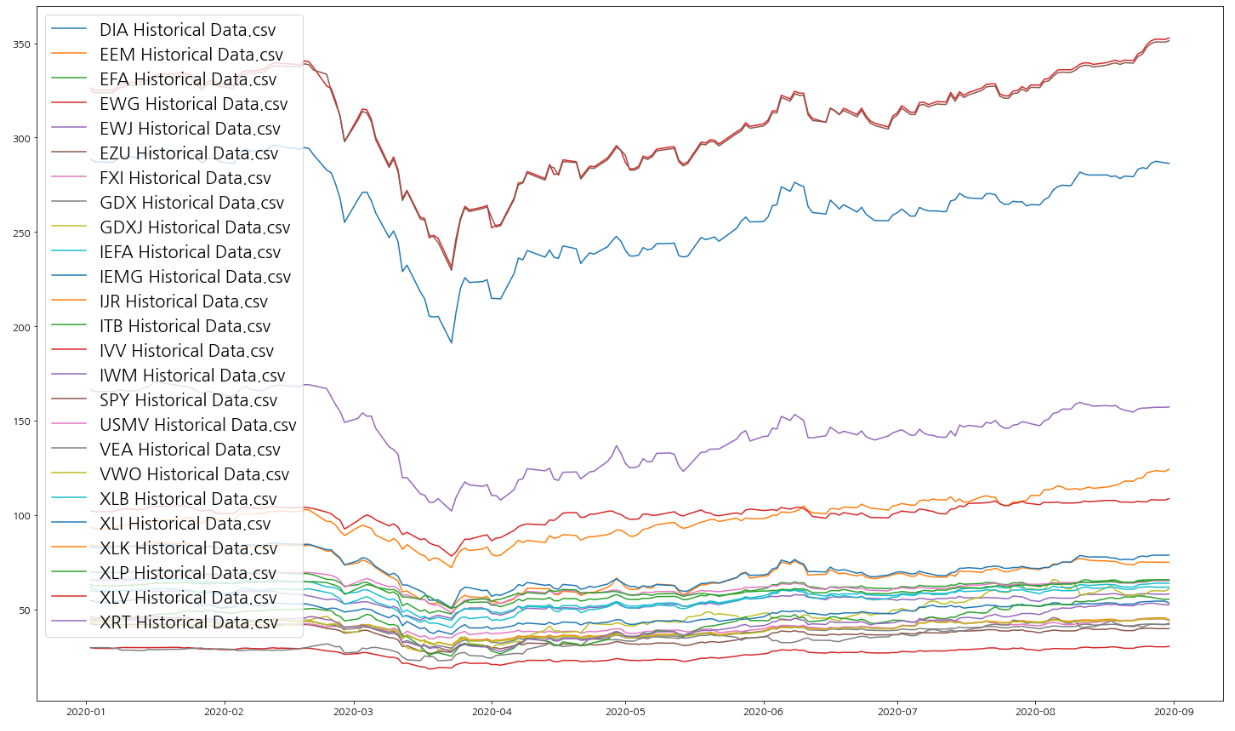 DIA Historical Data.csv
EEM Historical Data.csv
EFA Historical Data.csv
EWG Historical Data.csv
EWJ Historical Data.csv
EZU Historical Data.csv
FXI Historical Data.csv
GDX Historical Data.csv
GDXJ Historical Data.csv
IEFA Historical Data.csv
IEMG Historical Data.csv
IJR Historical Data.csv
ITB Historical Data.csv
IVV Historical Data.csv
IWM Historical Data.csv
SPY Historical Data.csv
USMV Historical Data.csv
VEA Historical Data.csv
VWO Historical Data.csv
XLB Historical Data.csv
XLI Historical Data.csv
XLK Historical Data.csv
XLP Historical Data.csv
XLV Historical Data.csv
XRT Historical Data.csv
350
300
250
200
150
100
50
2020-01 2020-02 2020-03 2020-04 2020-05 2020-06 2020-07 2020-08 2020-09